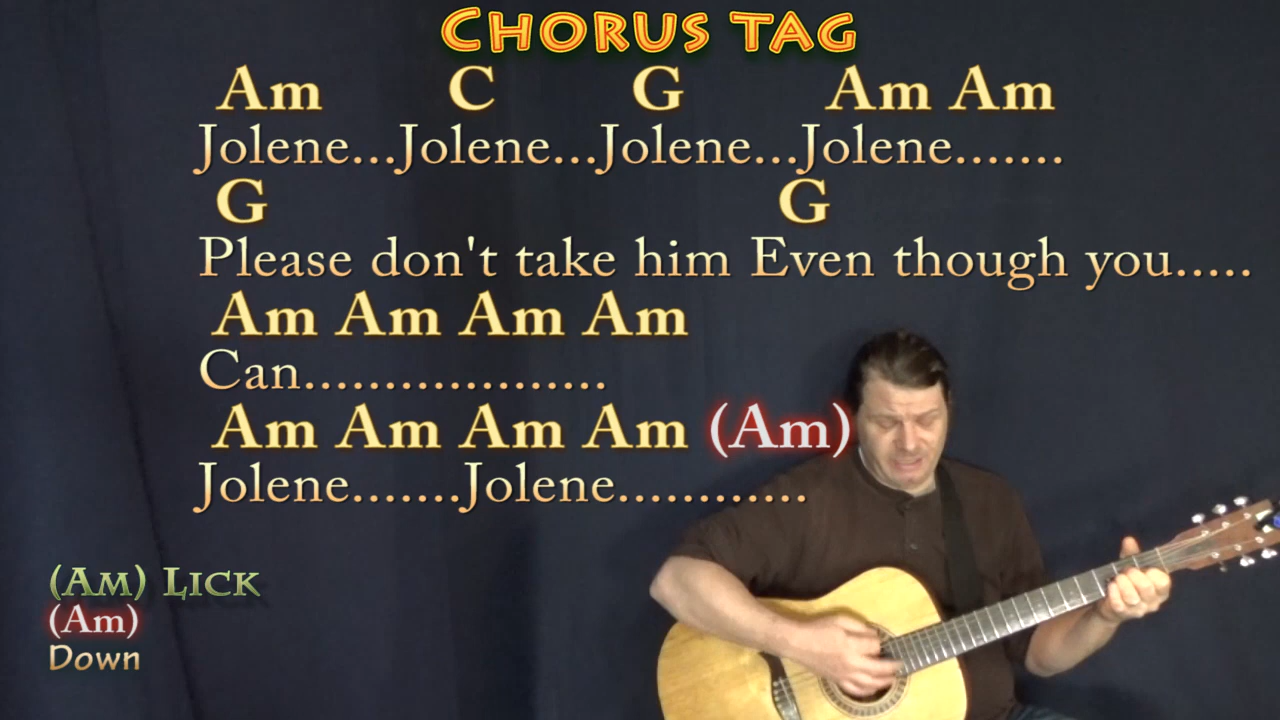 CHORUS TAG
Am C G Am Am
Jolene...Jolene...Jolene...Jolene.......
G G
Please don't take him Even though you.....
Am Am Am Am
Can...................
Am Am Am Am (Am)
Jolene.......Jolene............
(AM) LICK
(Am)
Down